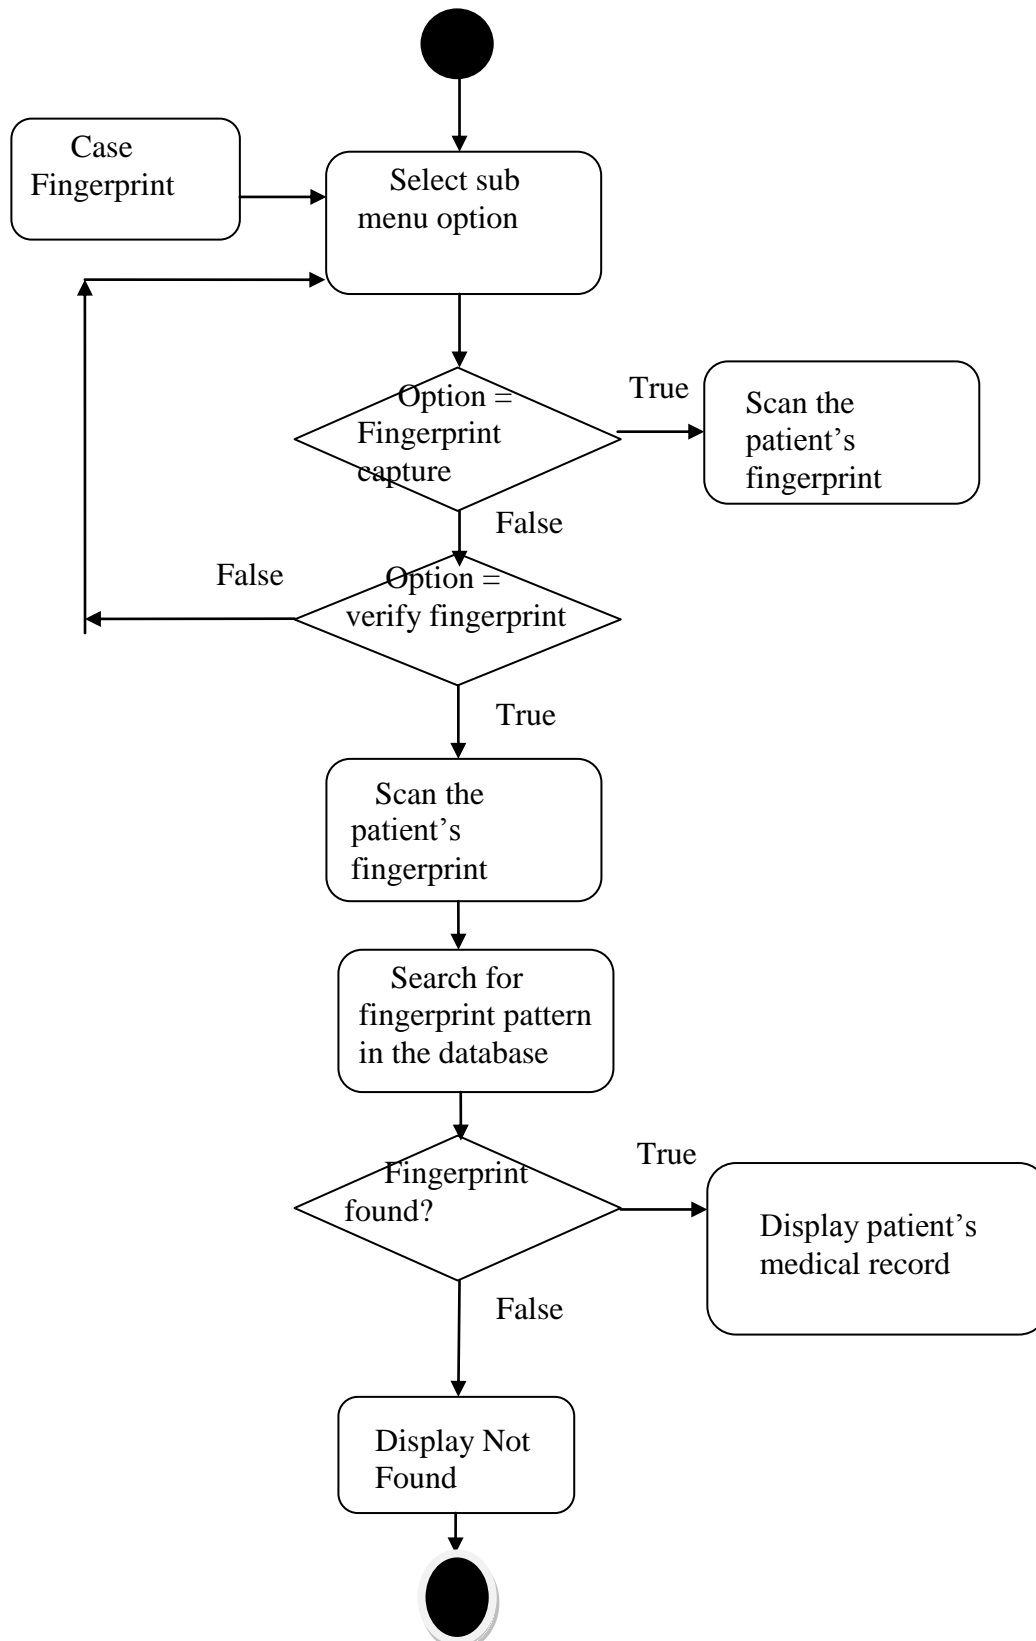 Case
Fingerprint
Select sub
menu option
Option =
Fingerprint
capture
True
Scan the
patient’s
fingerprint
False
False
Option =
verify fingerprint
True
Scan the
patient’s
fingerprint
Search for
fingerprint pattern
in the database
Fingerprint
found?
True
Display patient’s
medical record
False
Display Not
Found